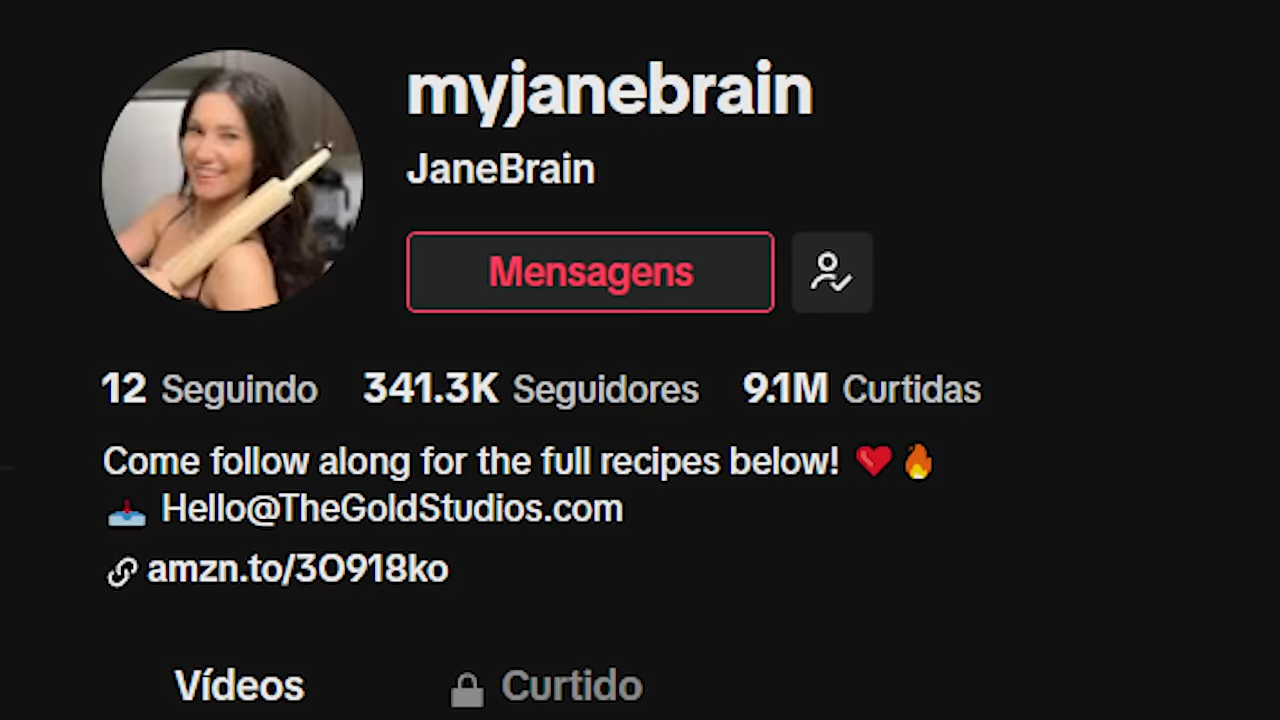 myjanebrain
JaneBrain
Mensagens
12 Seguindo 341.3K Seguidores 9.1M Curtidas
Come follow along for the full recipes below! ❤️🔥
📥 Hello@TheGoldStudios.com
amzn.to/3O918ko
Vídeos Curtido